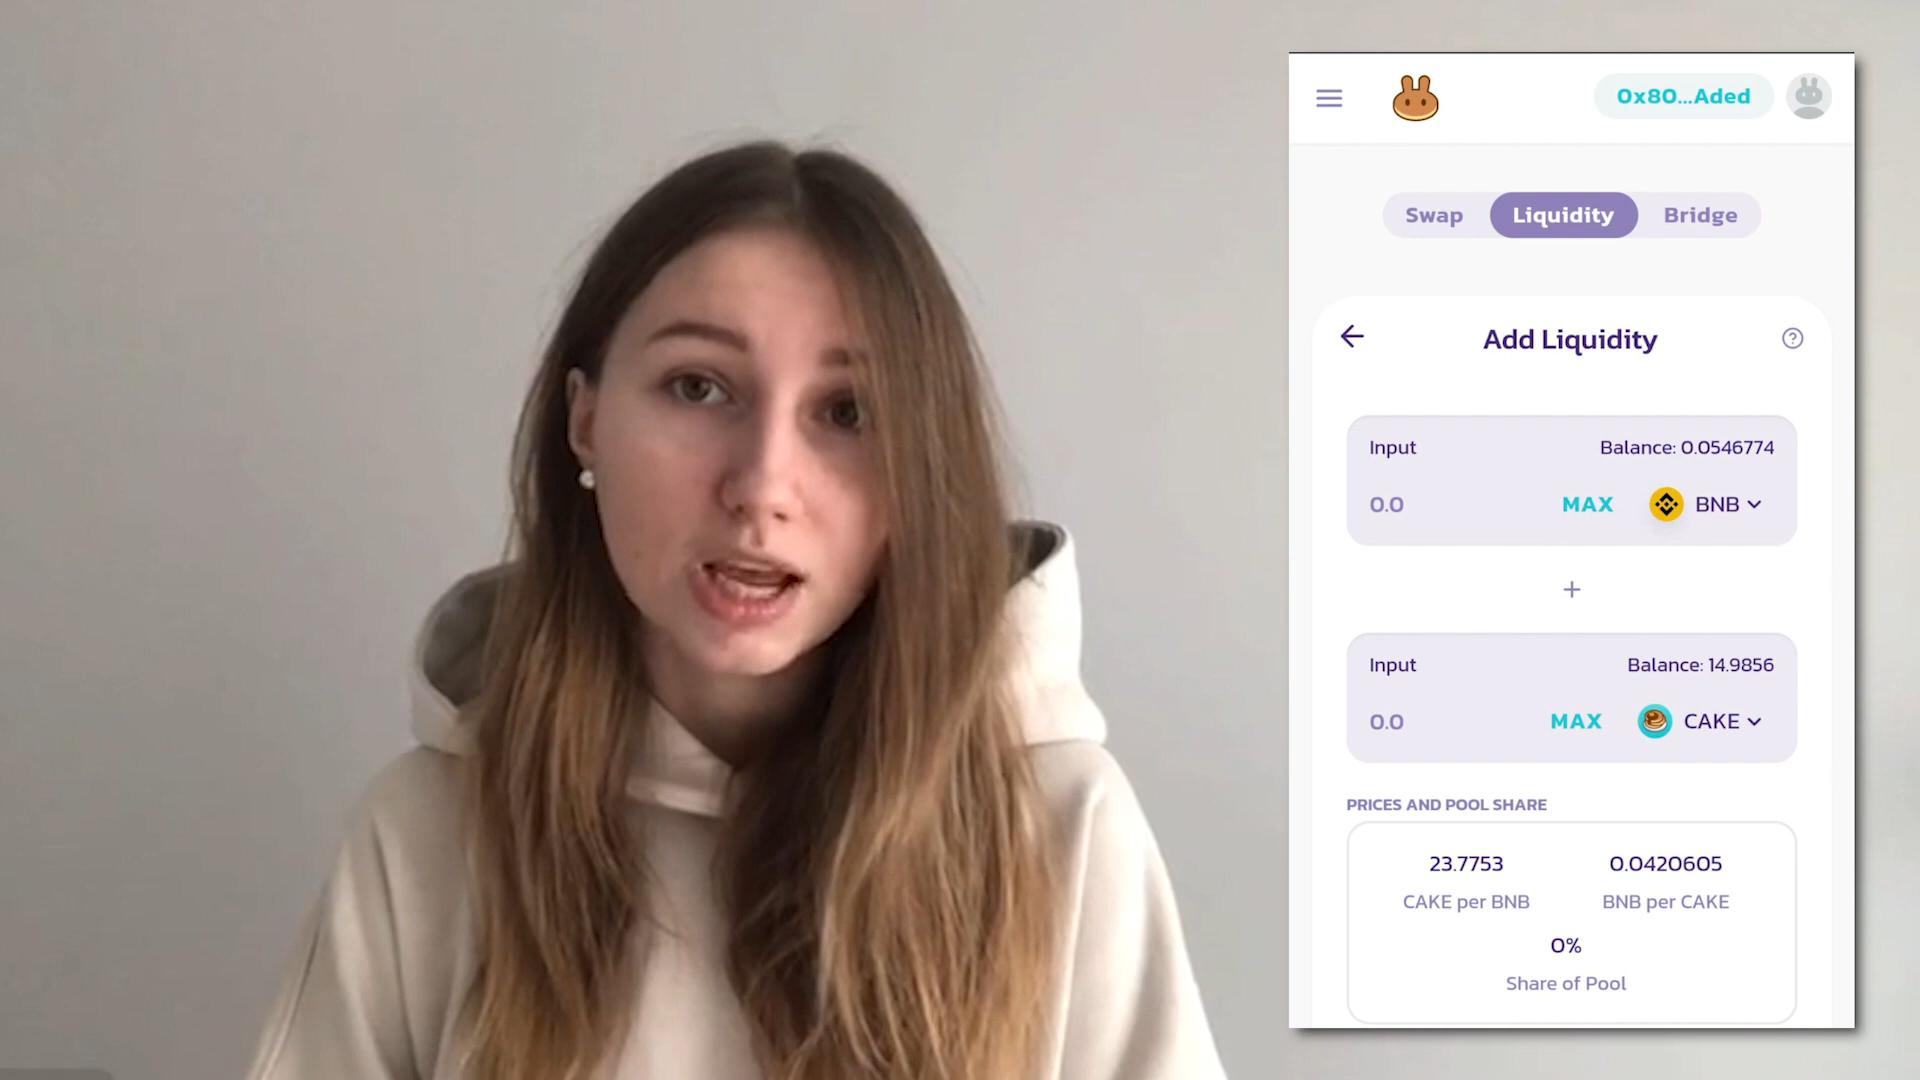 0x80...Aded
Swap Liquidity Bridge
Add Liquidity
Input Balance: 0.0546774
0.0 MAX BNB
+
Input Balance: 14.9856
0.0 MAX CAKE
PRICES AND POOL SHARE
23.7753 0.0420605
CAKE per BNB BNB per CAKE
0%
Share of Pool